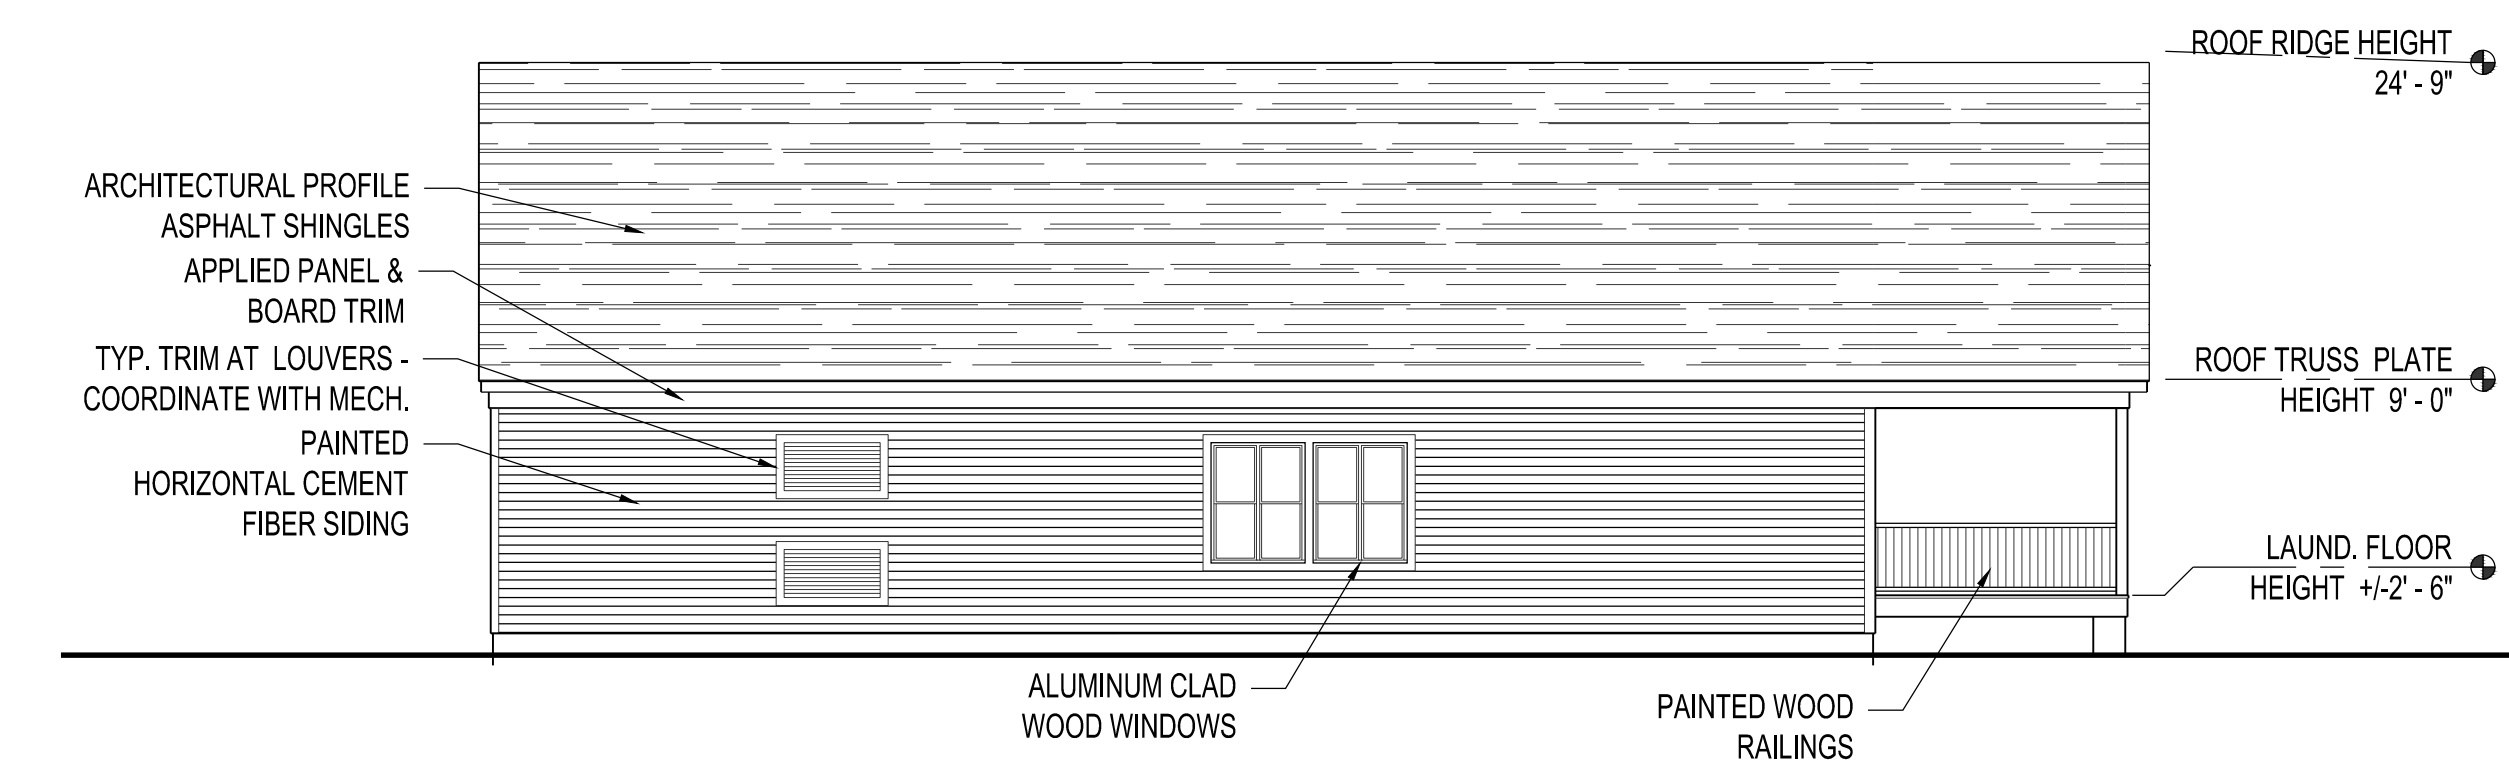 ARCHITECTURAL PROFILE
ASPHALT SHINGLES
APPLIED PANEL &
BOARD TRIM
TYP. TRIM AT LOUVERS -
COORDINATE WITH MECH.
PAINTED
HORIZONTAL CEMENT
FIBER SIDING
ALUMINUM CLAD
WOOD WINDOWS
PAINTED WOOD
RAILINGS
ROOF RIDGE HEIGHT
24' - 9"
ROOF TRUSS PLATE
HEIGHT 9' - 0"
LAUND. FLOOR
HEIGHT +/-2' - 6"